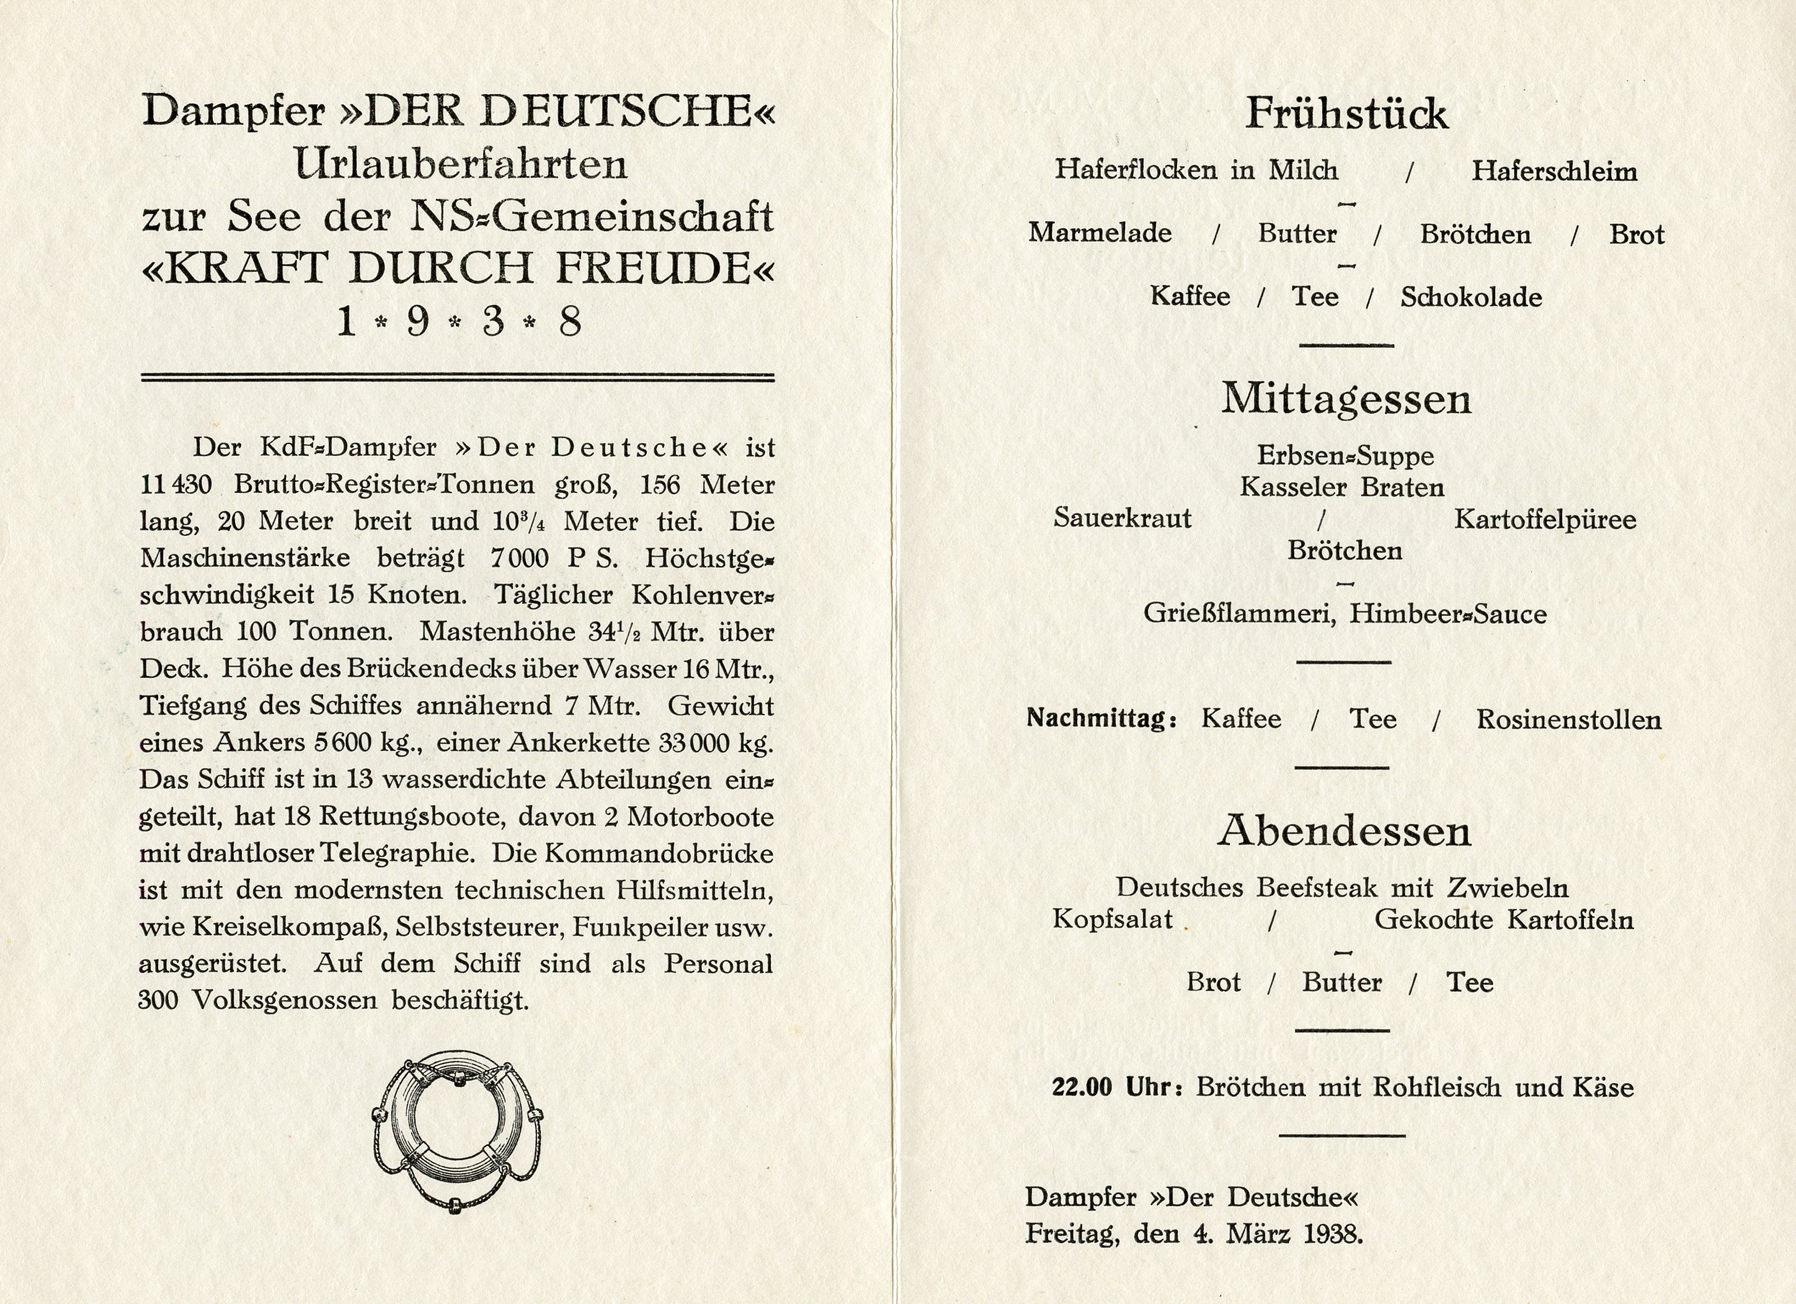 Dampfer »DER DEUTSCHE«
Urlauberfahrten
zur See der NS-Gemeinschaft
«KRAFT DURCH FREUDE«
1 * 9 * 3 * 8
Der KdF-Dampfer »Der Deutsche« ist
11 430 Brutto-Register-Tonnen groß, 156 Meter
lang, 20 Meter breit und 10³/₄ Meter tief. Die
Maschinenstärke beträgt 7 000 P S. Höchstge-
schwindigkeit 15 Knoten. Täglicher Kohlenver-
brauch 100 Tonnen. Mastenhöhe 34¹/₂ Mtr. über
Deck. Höhe des Brückendecks über Wasser 16 Mtr.,
Tiefgang des Schiffes annähernd 7 Mtr. Gewicht
eines Ankers 5 600 kg., einer Ankerkette 33 000 kg.
Das Schiff ist in 13 wasserdichte Abteilungen ein-
geteilt, hat 18 Rettungsboote, davon 2 Motorboote
mit drahtloser Telegraphie. Die Kommandobrücke
ist mit den modernsten technischen Hilfsmitteln,
wie Kreiselkompaß, Selbststeurer, Funkpeiler usw.
ausgerüstet. Auf dem Schiff sind als Personal
300 Volksgenossen beschäftigt.
Frühstück
Haferflocken in Milch / Haferschleim
Marmelade / Butter / Brötchen / Brot
Kaffee / Tee / Schokolade
Mittagessen
Erbsen-Suppe
Kasseler Braten
Sauerkraut / Kartoffelpüree
Brötchen
Grießflammeri, Himbeer-Sauce
Nachmittag: Kaffee / Tee / Rosinenstollen
Abendessen
Deutsches Beefsteak mit Zwiebeln
Kopfsalat / Gekochte Kartoffeln
Brot / Butter / Tee
22.00 Uhr: Brötchen mit Rohfleisch und Käse
Dampfer »Der Deutsche«
Freitag, den 4. März 1938.